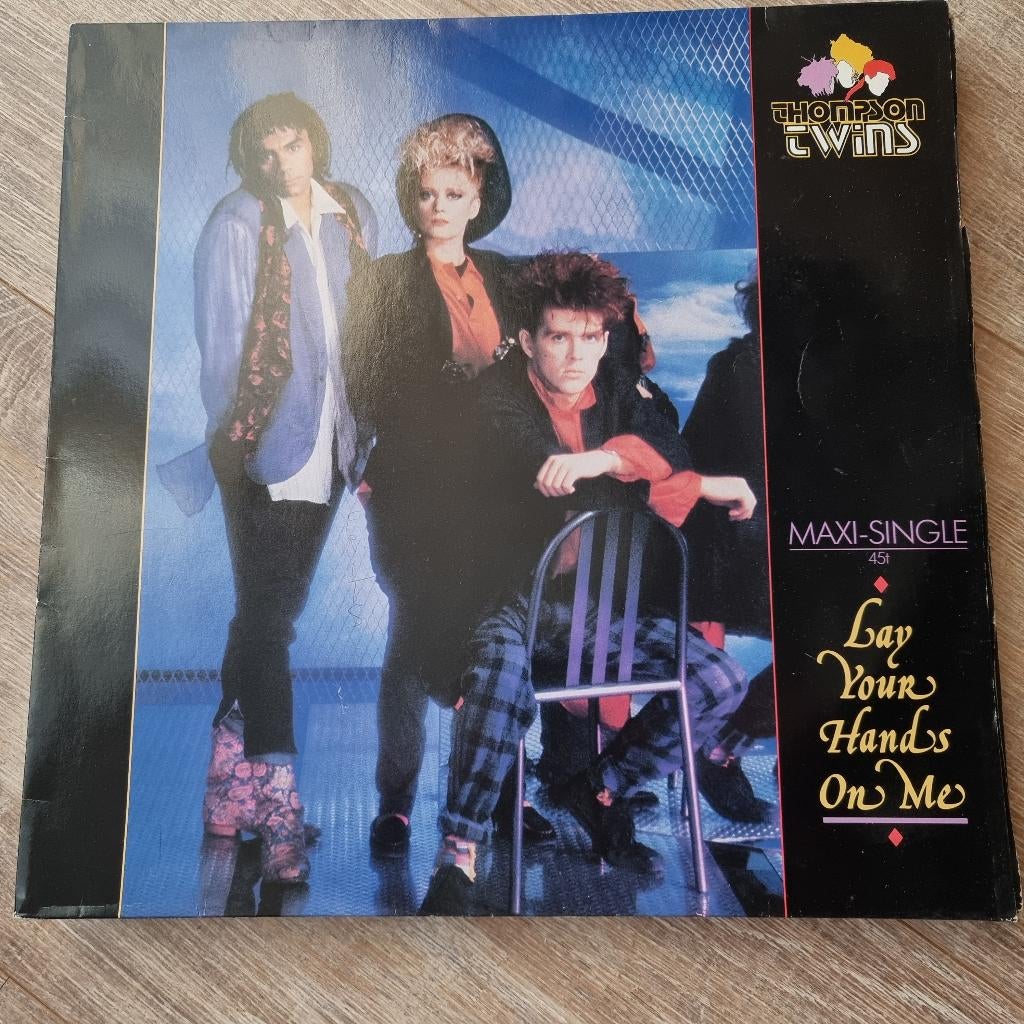 THOMPSON
TWINS
MAXI-SINGLE
45t
Lay
Your
Hands
On Me